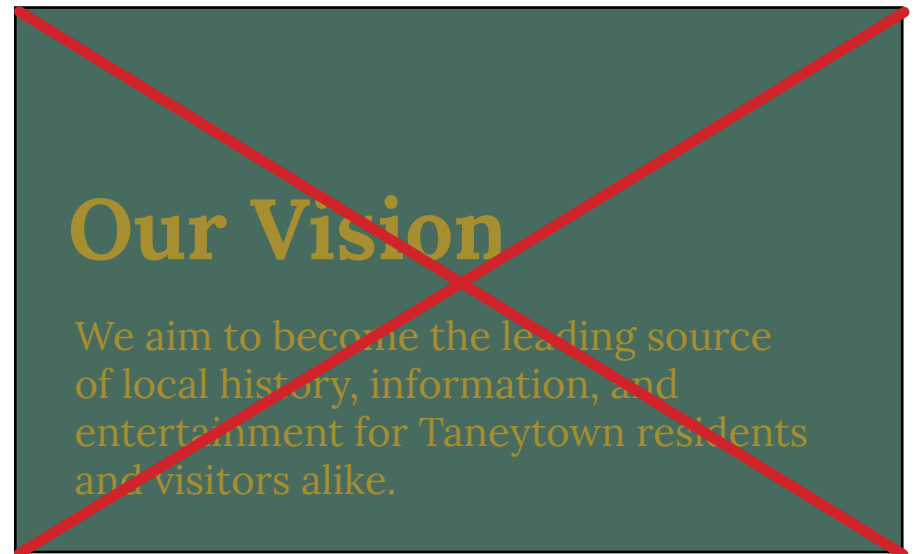 Our Vision
We aim to become the leading source
of local history, information, and
entertainment for Taneytown residents
and visitors alike.